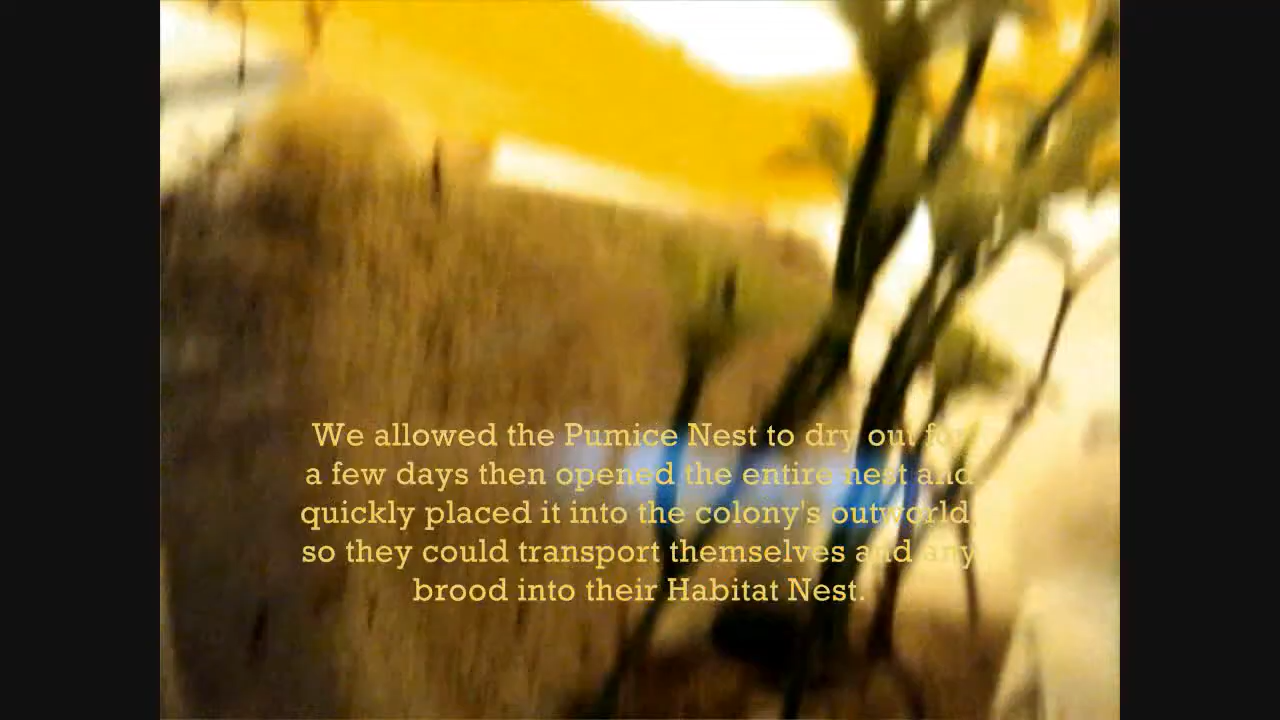 We allowed the Pumice Nest to dry out for
a few days then opened the entire nest and
quickly placed it into the colony's outworld
so they could transport themselves and any
brood into their Habitat Nest.